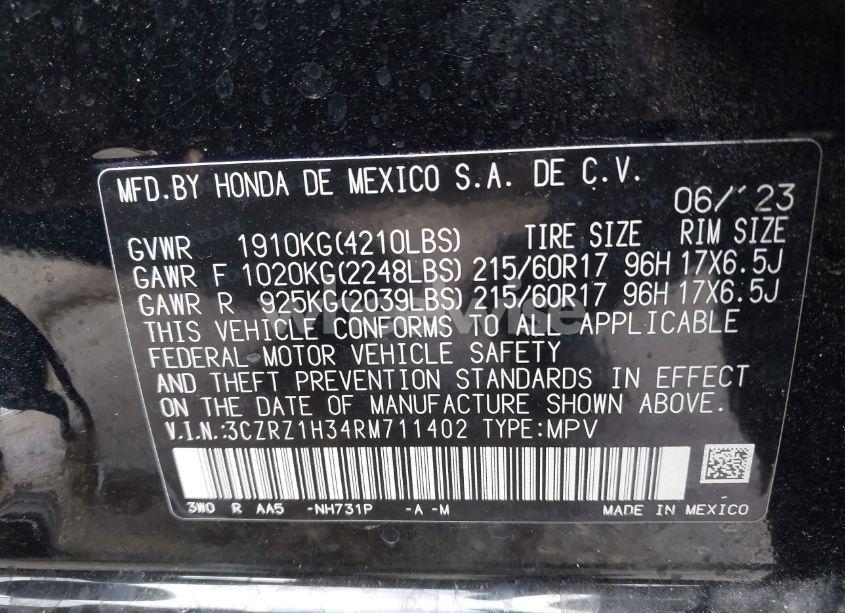 MFD.BY HONDA DE MEXICO S.A. DE C.V.
06/'23
GVWR 1910KG(4210LBS) TIRE SIZE RIM SIZE
GAWR F 1020KG(2248LBS) 215/60R17 96H 17X6.5J
GAWR R 925KG(2039LBS) 215/60R17 96H 17X6.5J
THIS VEHICLE CONFORMS TO ALL APPLICABLE
FEDERAL MOTOR VEHICLE SAFETY
AND THEFT PREVENTION STANDARDS IN EFFECT
ON THE DATE OF MANUFACTURE SHOWN ABOVE.
V.I.N.:3CZRZ1H34RM711402 TYPE:MPV
3W0 R AA5 -NH731P -A -M MADE IN MEXICO